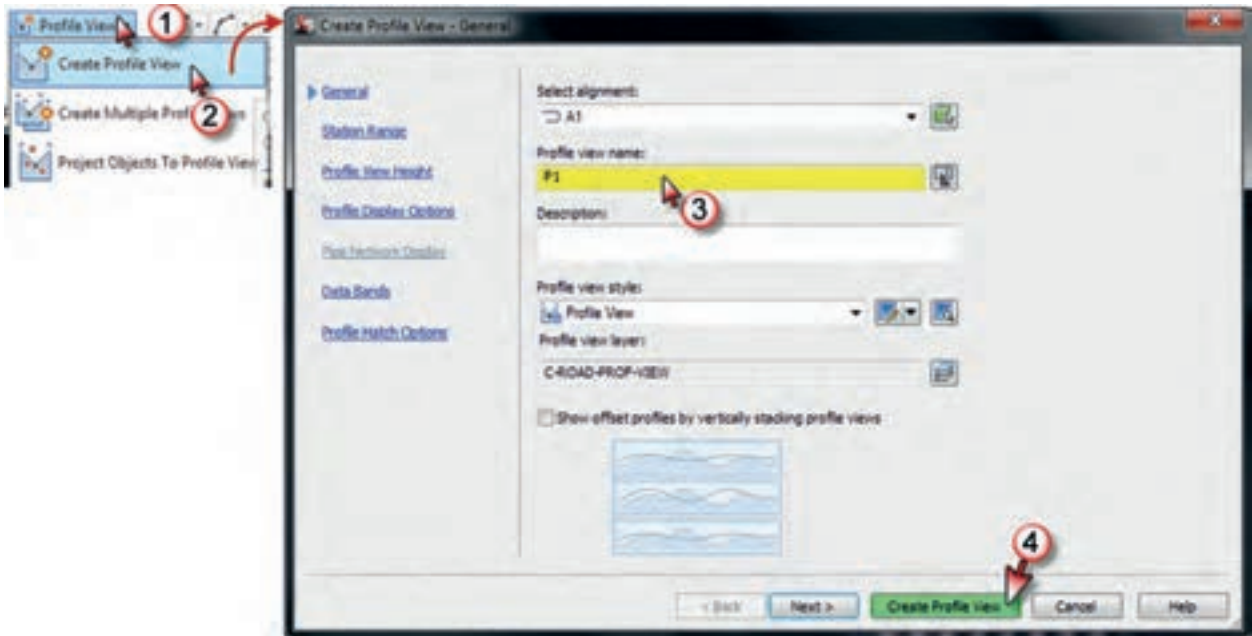 Profile View
1
Create Profile View
2
Create Multiple
Project Objects To Profile View
Create Profile View - General
General
Station Range
Profile View Height
Profile Display Options
Pipe Network Display
Data Bands
Profile Hatch Options
Select alignment:
A1
Profile view name:
P1
3
Description:
Profile view style:
Profile View
Profile view layer:
C-ROAD-PROF-VIEW
Show offset profiles by vertically stacking profile views
4
< Back
Next >
Create Profile View
Cancel
Help